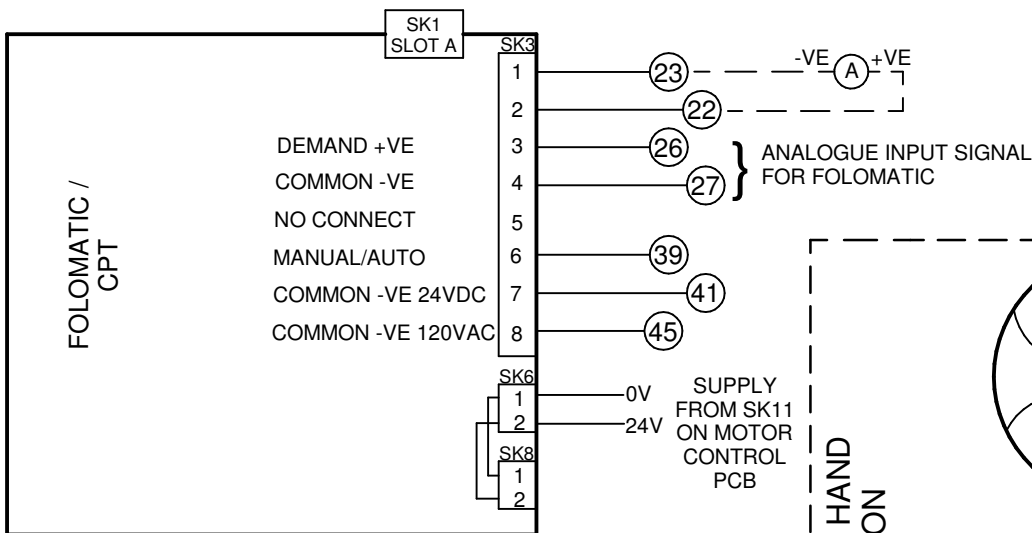 SK1
SLOT A
SK3
1
23
-VE
A
+VE
2
22
DEMAND +VE
3
26
ANALOGUE INPUT SIGNAL
FOR FOLOMATIC
COMMON -VE
4
27
NO CONNECT
5
MANUAL/AUTO
6
39
COMMON -VE 24VDC
7
41
COMMON -VE 120VAC
8
45
FOLOMATIC /
CPT
SK6
1
0V
2
24V
SUPPLY
FROM SK11
ON MOTOR
CONTROL
PCB
SK8
1
2
HAND
ON